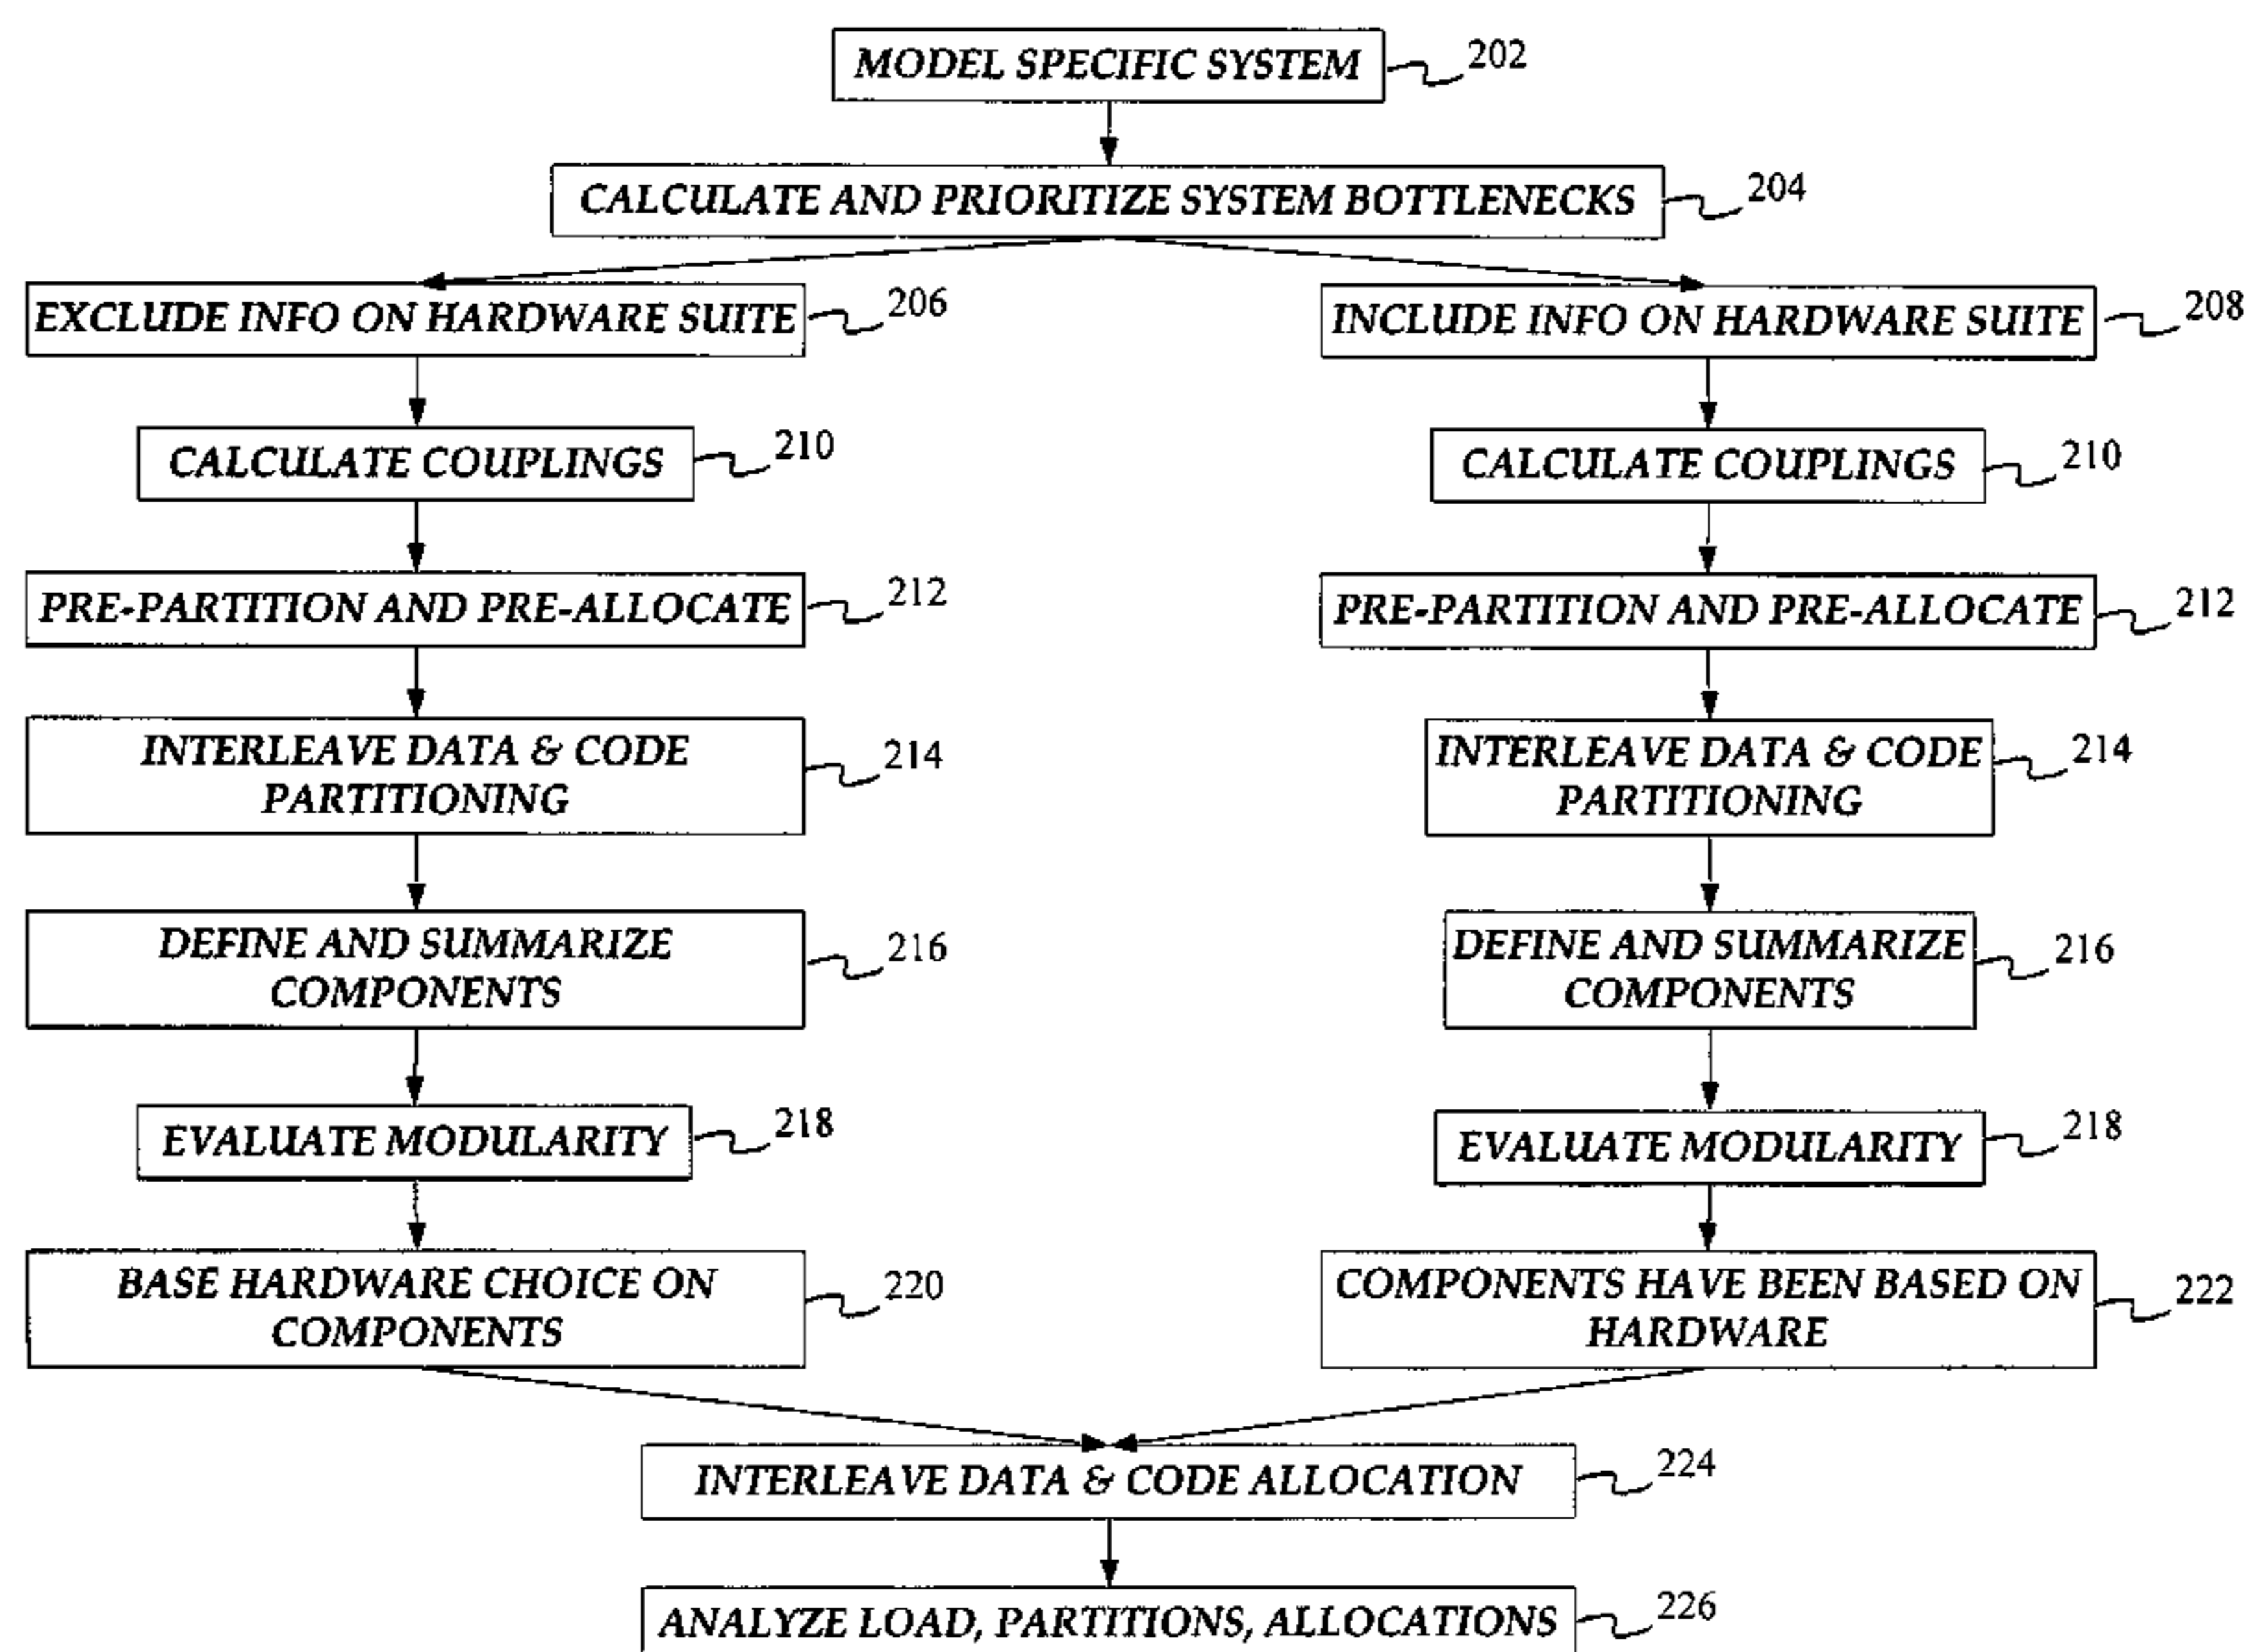 MODEL SPECIFIC SYSTEM 202
CALCULATE AND PRIORITIZE SYSTEM BOTTLENECKS 204
EXCLUDE INFO ON HARDWARE SUITE 206
INCLUDE INFO ON HARDWARE SUITE 208
CALCULATE COUPLINGS 210
CALCULATE COUPLINGS 210
PRE-PARTITION AND PRE-ALLOCATE 212
PRE-PARTITION AND PRE-ALLOCATE 212
INTERLEAVE DATA & CODE
PARTITIONING
214
INTERLEAVE DATA & CODE
PARTITIONING
214
DEFINE AND SUMMARIZE
COMPONENTS
216
DEFINE AND SUMMARIZE
COMPONENTS
216
EVALUATE MODULARITY 218
EVALUATE MODULARITY 218
BASE HARDWARE CHOICE ON
COMPONENTS
220
COMPONENTS HAVE BEEN BASED ON
HARDWARE
222
INTERLEAVE DATA & CODE ALLOCATION 224
ANALYZE LOAD, PARTITIONS, ALLOCATIONS 226